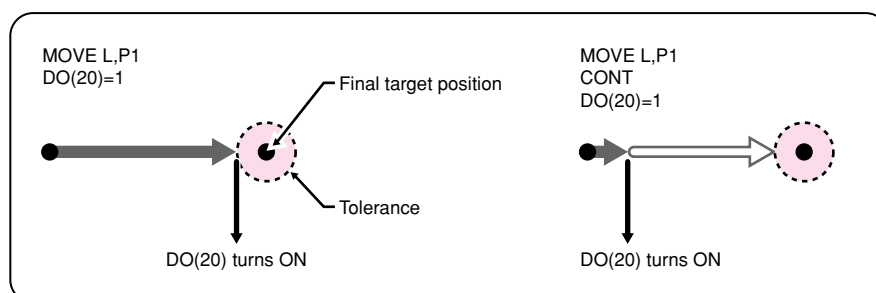 MOVE L,P1
DO(20)=1
Final target position
Tolerance
DO(20) turns ON
MOVE L,P1
CONT
DO(20)=1
DO(20) turns ON